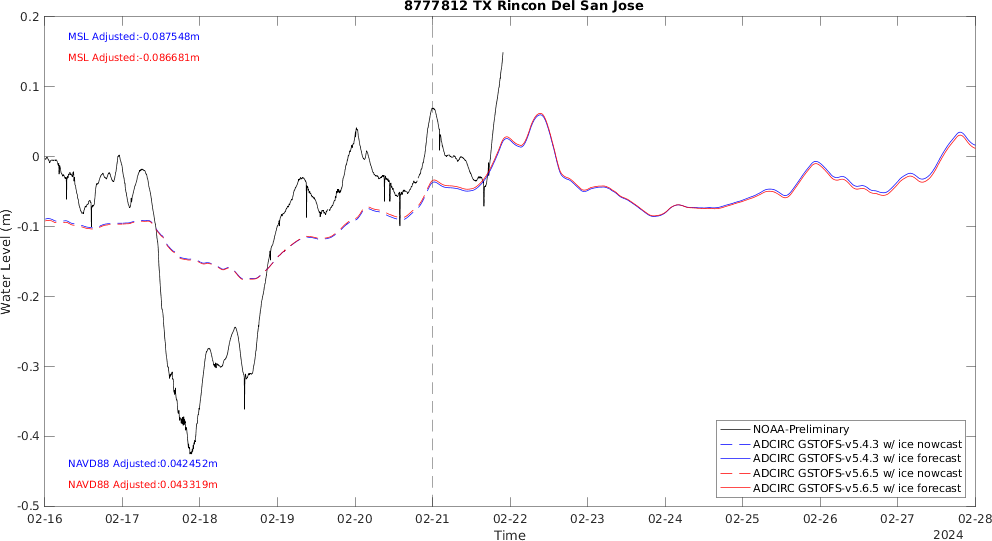 8777812 TX Rincon Del San Jose
MSL Adjusted:-0.087548m
MSL Adjusted:-0.086681m
0.2
0.1
0
-0.1
-0.2
-0.3
-0.4
-0.5
Water Level (m)
NAVD88 Adjusted:0.042452m
NAVD88 Adjusted:0.043319m
NOAA-Preliminary
ADCIRC GSTOFS-v5.4.3 w/ ice nowcast
ADCIRC GSTOFS-v5.4.3 w/ ice forecast
ADCIRC GSTOFS-v5.6.5 w/ ice nowcast
ADCIRC GSTOFS-v5.6.5 w/ ice forecast
02-16 02-17 02-18 02-19 02-20 02-21 02-22 02-23 02-24 02-25 02-26 02-27 02-28
Time
2024